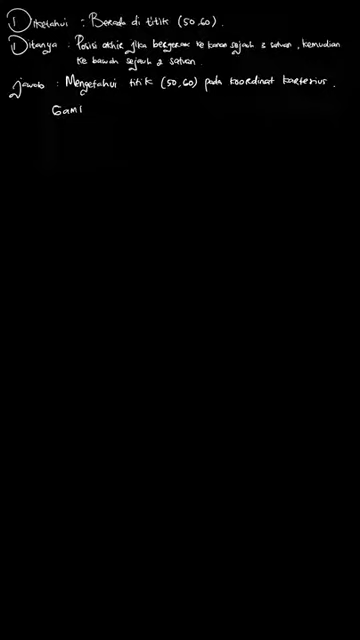 Diketahui : Berada di titik (50,60).
Ditanya : Posisi akhir jika bergerak ke kanan sejauh 3 satuan, kemudian
ke bawah sejauh 2 satuan.
Jawab : Mengetahui titik (50,60) pada koordinat kartesius.
Gam